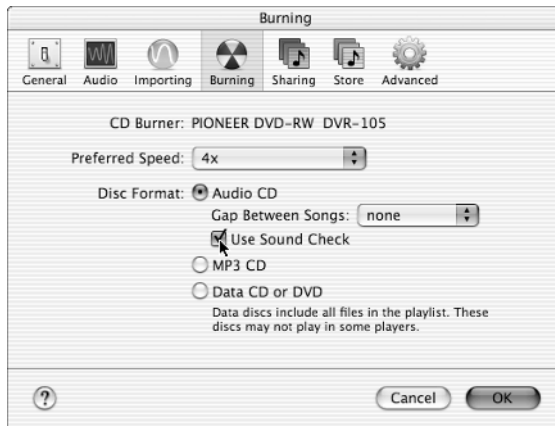 Burning
General Audio Importing Burning Sharing Store Advanced
CD Burner: PIONEER DVD-RW DVR-105
Preferred Speed: 4x
Disc Format: Audio CD
Gap Between Songs: none
Use Sound Check
MP3 CD
Data CD or DVD
Data discs include all files in the playlist. These
discs may not play in some players.
? Cancel OK